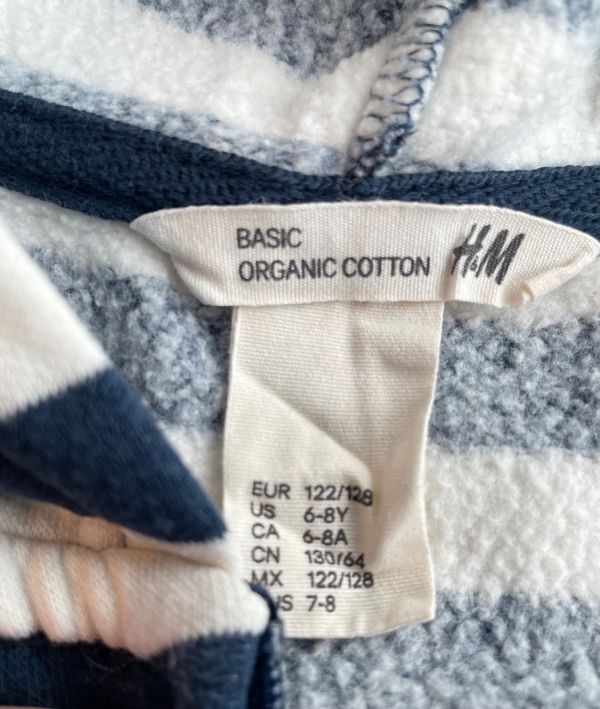 BASIC
ORGANIC COTTON H&M
EUR 122/128
US 6-8Y
CA 6-8A
CN 130/64
MX 122/128
7-8